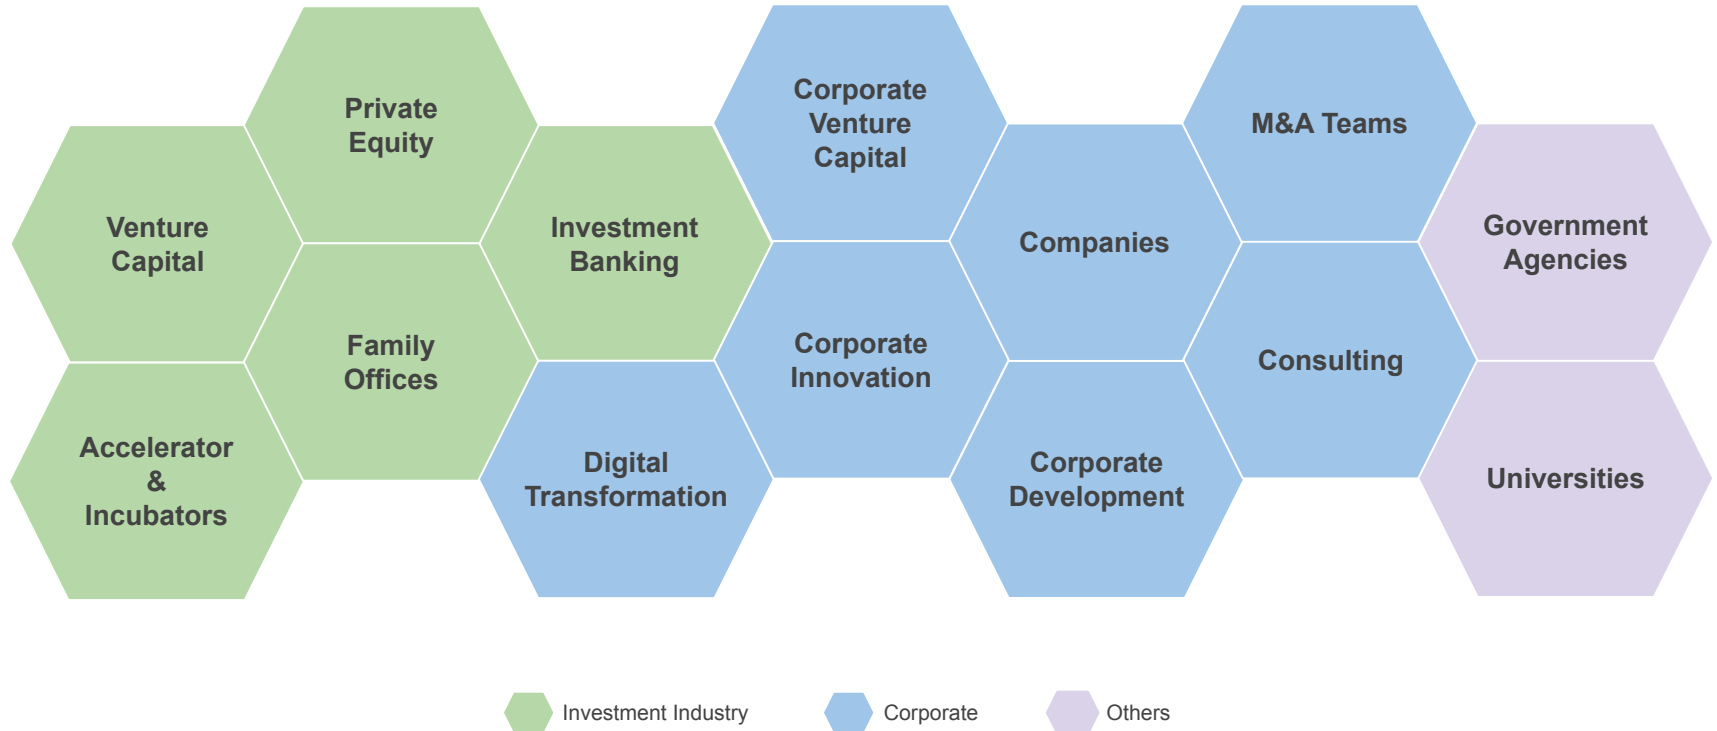 Private
Equity
Venture
Capital
Family
Offices
Accelerator
&
Incubators
Investment
Banking
Digital
Transformation
Corporate
Venture
Capital
Corporate
Innovation
Companies
Corporate
Development
M&A Teams
Consulting
Government
Agencies
Universities
Investment Industry
Corporate
Others